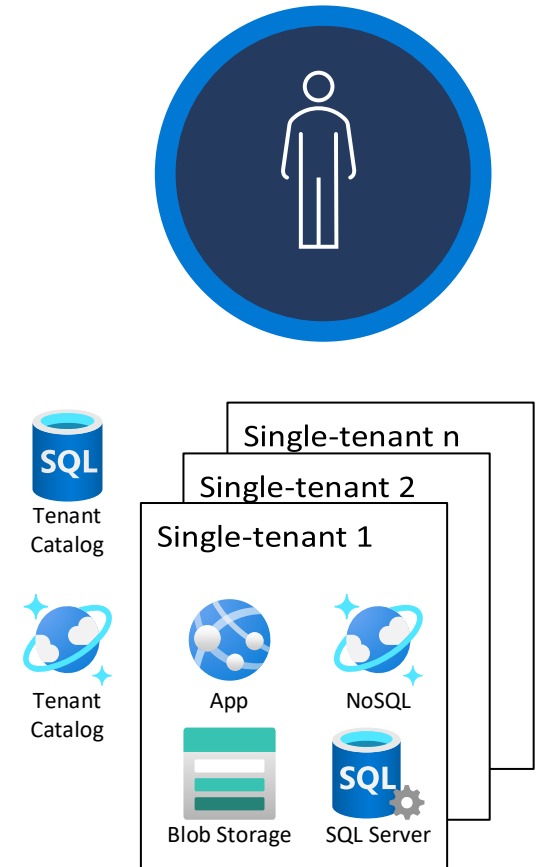 Single-tenant n
SQL
Single-tenant 2
Tenant
Catalog
Single-tenant 1
Tenant
Catalog
App
NoSQL
SQL
Blob Storage
SQL Server